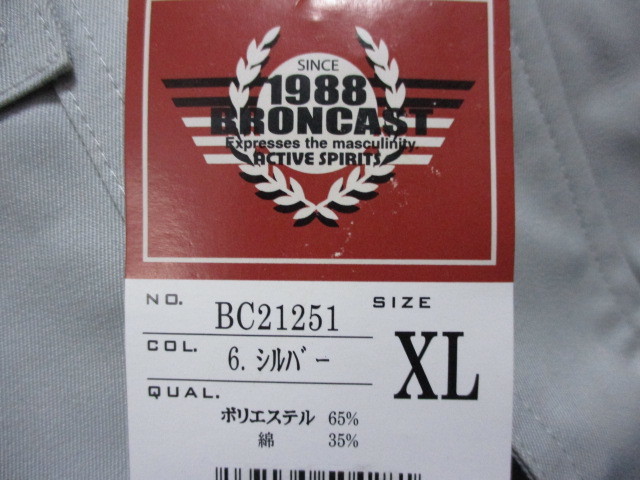 SINCE
1988
BRONCAST
Expresses the masculinity.
ACTIVE SPIRITS
NO. BC21251 SIZE
COL. 6.シルバー XL
QUAL.
ポリエステル 65%
綿 35%